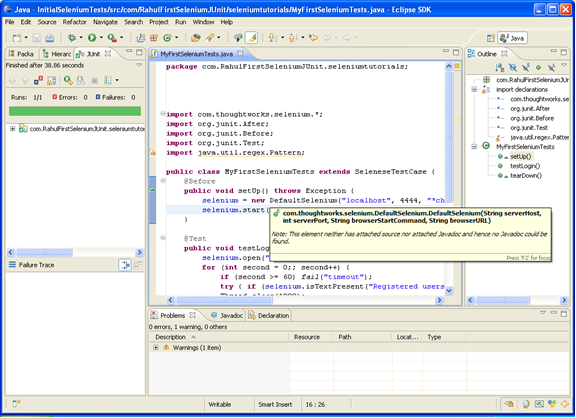 Java - InitialSeleniumTests/src/com/RahulFirstSelenium.JUnit/seleniumtutorials/MyFirstSeleniumTests.java - Eclipse SDK
File Edit Source Refactor Navigate Search Project Run Window Help
Java
Packa Hierarc JUnit
Finished after 38.86 seconds
Runs: 1/1 Errors: 0 Failures: 0
com.RahulFirstSeleniumJUnit.seleniumtuto
Failure Trace
MyFirstSeleniumTests.java
package com.RahulFirstSeleniumJUnit.seleniumtutorials;
import com.thoughtworks.selenium.*;
import org.junit.After;
import org.junit.Before;
import org.junit.Test;
import java.util.regex.Pattern;
public class MyFirstSeleniumTests extends SeleneseTestCase {
@Before
public void setUp() throws Exception {
selenium = new DefaultSelenium("localhost", 4444, "*ch
selenium.start(
}
@Test
public void testLog
selenium.open("
for (int second = 0;; second++) {
if (second >= 60) fail("timeout");
try { if (selenium.isTextPresent("Registered users
Thread.sleep(1000);
com.thoughtworks.selenium.DefaultSelenium.DefaultSelenium(String serverHost,
int serverPort, String browserStartCommand, String browserURL)
Note: This element neither has attached source nor attached Javadoc and hence no Javadoc could be
found.
Press 'F2' for focus
Outline
com.RahulFirstSeleniumJUn
import declarations
com.thoughtworks.sele
org.junit.After
org.junit.Before
org.junit.Test
java.util.regex.Pattern
MyFirstSeleniumTests
setUp()
testLogin()
tearDown()
Problems Javadoc Declaration
0 errors, 1 warning, 0 others
Description Resource Path Locat... Type
Warnings (1 item)
Writable Smart Insert 16 : 26